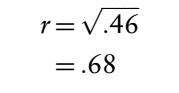 r = √.46
= .68